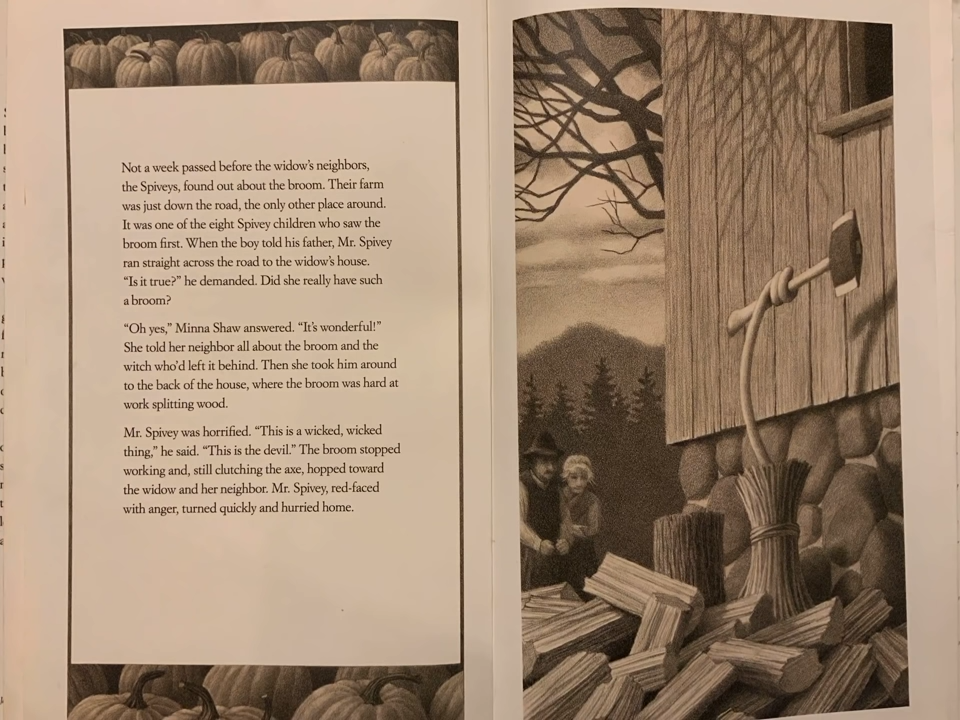 Not a week passed before the widow's neighbors,
the Spiveys, found out about the broom. Their farm
was just down the road, the only other place around.
It was one of the eight Spivey children who saw the
broom first. When the boy told his father, Mr. Spivey
ran straight across the road to the widow's house.
“Is it true?” he demanded. Did she really have such
a broom?
“Oh yes,” Minna Shaw answered. “It's wonderful!”
She told her neighbor all about the broom and the
witch who'd left it behind. Then she took him around
to the back of the house, where the broom was hard at
work splitting wood.
Mr. Spivey was horrified. “This is a wicked, wicked
thing,” he said. “This is the devil.” The broom stopped
working and, still clutching the axe, hopped toward
the widow and her neighbor. Mr. Spivey, red-faced
with anger, turned quickly and hurried home.